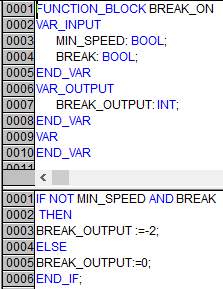 0001 FUNCTION_BLOCK BREAK_ON
0002 VAR_INPUT
0003 MIN_SPEED: BOOL;
0004 BREAK: BOOL;
0005 END_VAR
0006 VAR_OUTPUT
0007 BREAK_OUTPUT: INT;
0008 END_VAR
0009 VAR
0010 END_VAR
0001 IF NOT MIN_SPEED AND BREAK
0002 THEN
0003 BREAK_OUTPUT :=-2;
0004 ELSE
0005 BREAK_OUTPUT:=0;
0006 END_IF;